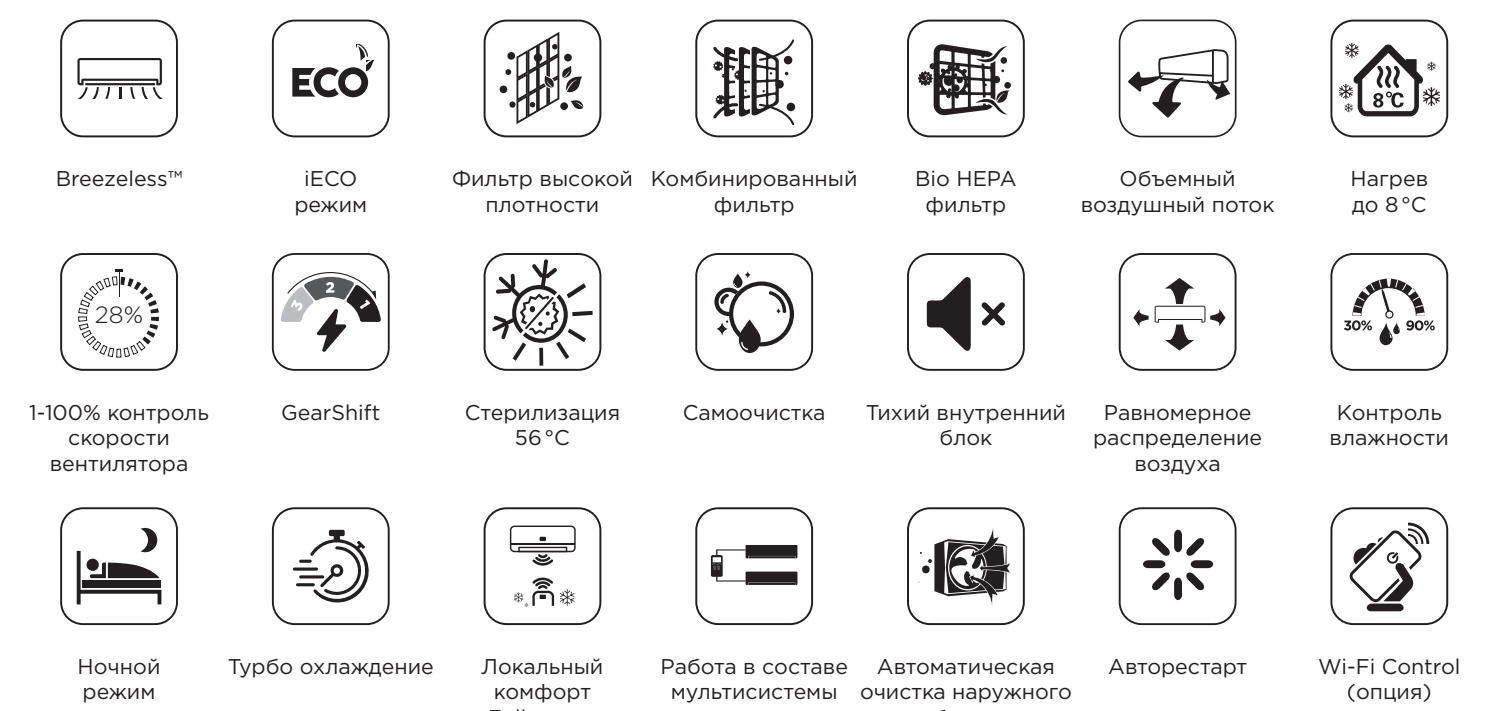 ECO
8°C
Breezeless™
iECO
режим
Фильтр высокой
плотности
Комбинированный
фильтр
Bio HEPA
фильтр
Объемный
воздушный поток
Нагрев
до 8°C
28%
3
2
1
30%
90%
1-100% контроль
скорости
вентилятора
GearShift
Стерилизация
56°C
Самоочистка
Тихий внутренний
блок
Равномерное
распределение
воздуха
Контроль
влажности
Ночной
режим
Турбо охлаждение
Локальный
комфорт
Работа в составе
мультисистемы
Автоматическая
очистка наружного
Авторестарт
Wi-Fi Control
(опция)